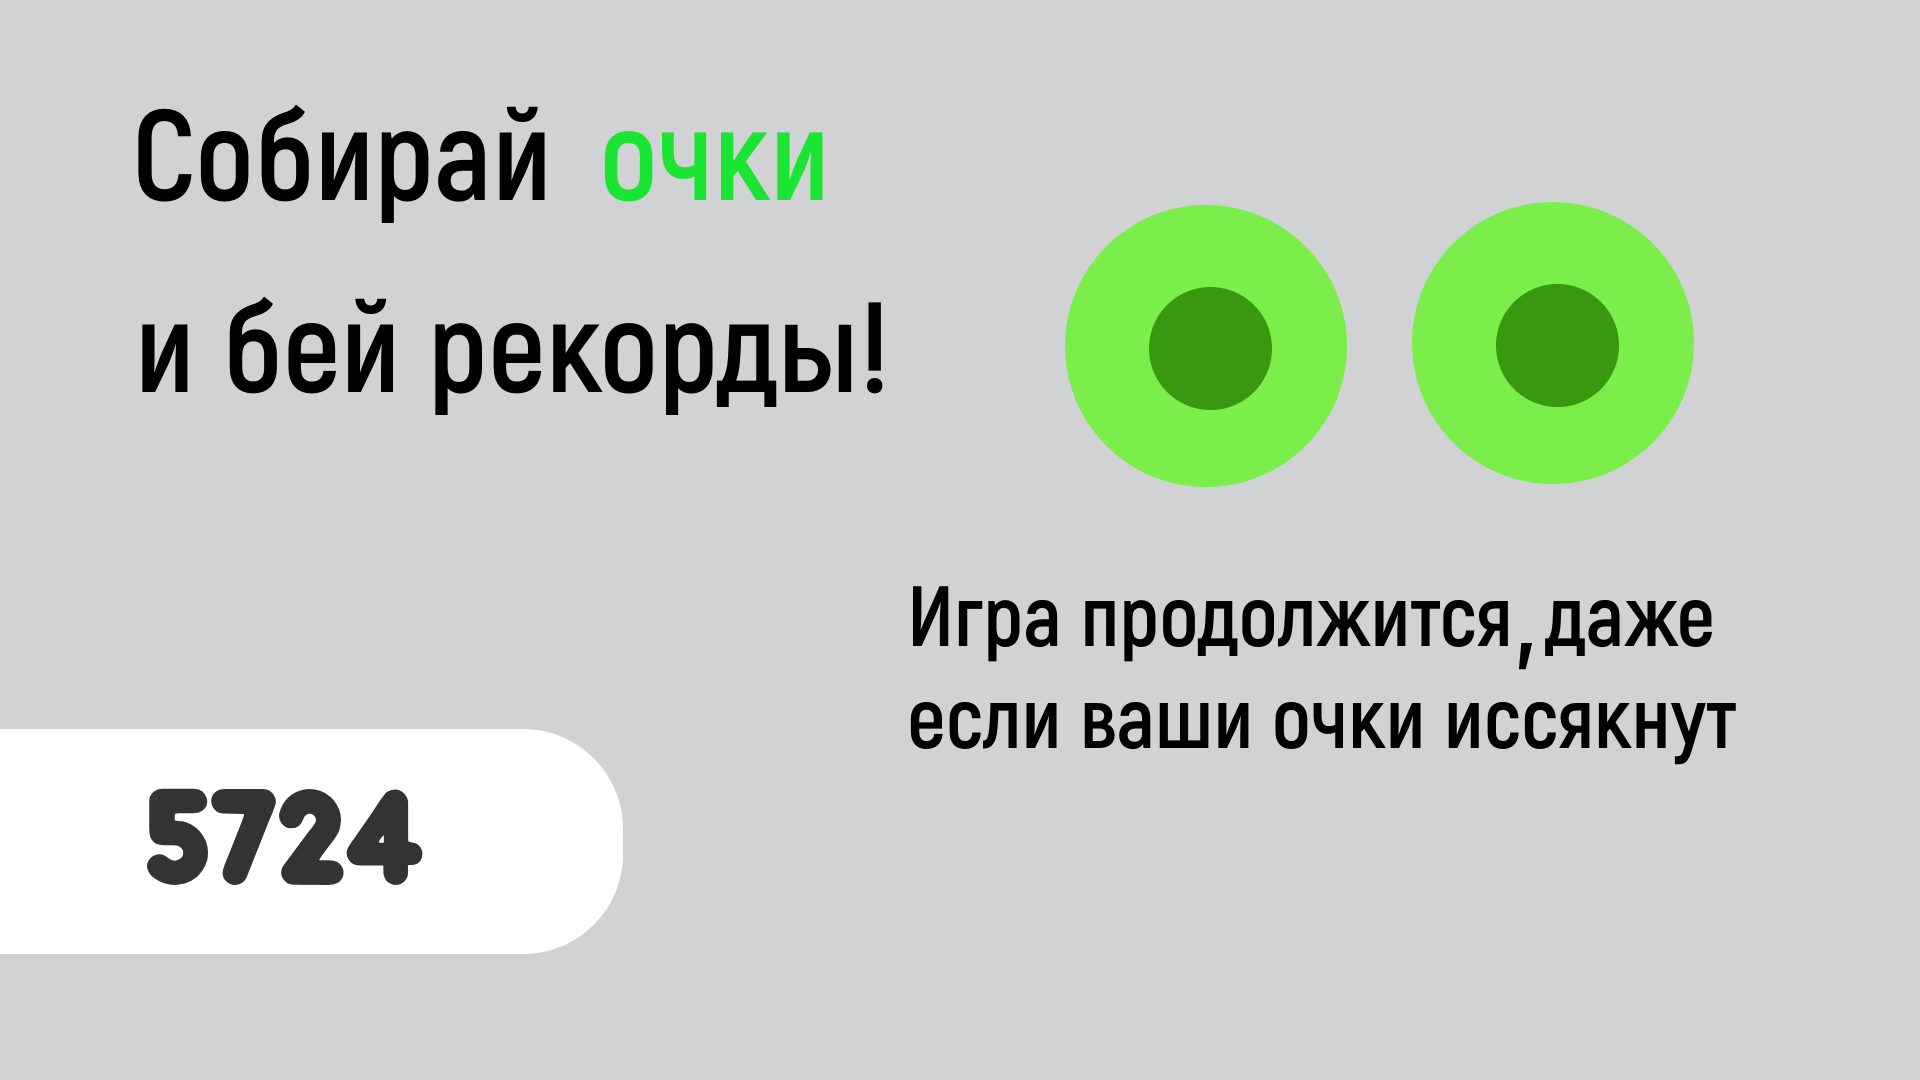 Собирай очки
и бей рекорды!
Игра продолжится, даже
если ваши очки иссякнут
5724